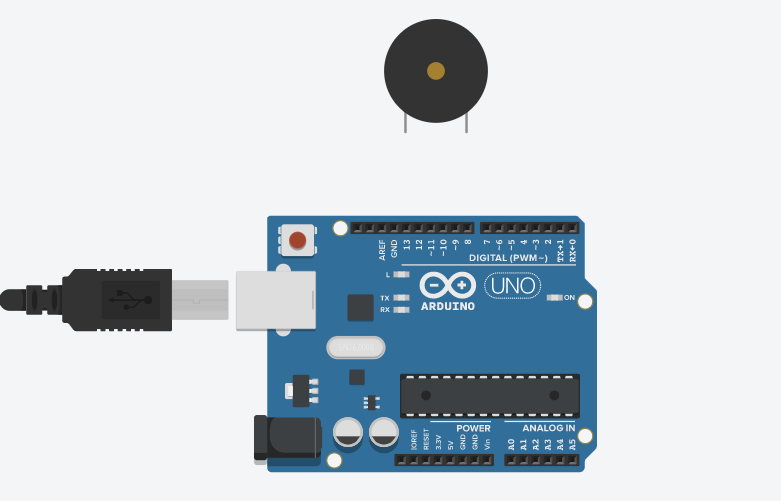 AREF
GND
13
12
~11
~10
~9
8
7
~6
~5
4
~3
2
TX→1
RX←0
DIGITAL (PWM~)
L
TX
RX
UNO
ON
ARDUINO
POWER
ANALOG IN
IOREF
RESET
3.3V
5V
GND
GND
Vin
A0
A1
A2
A3
A4
A5